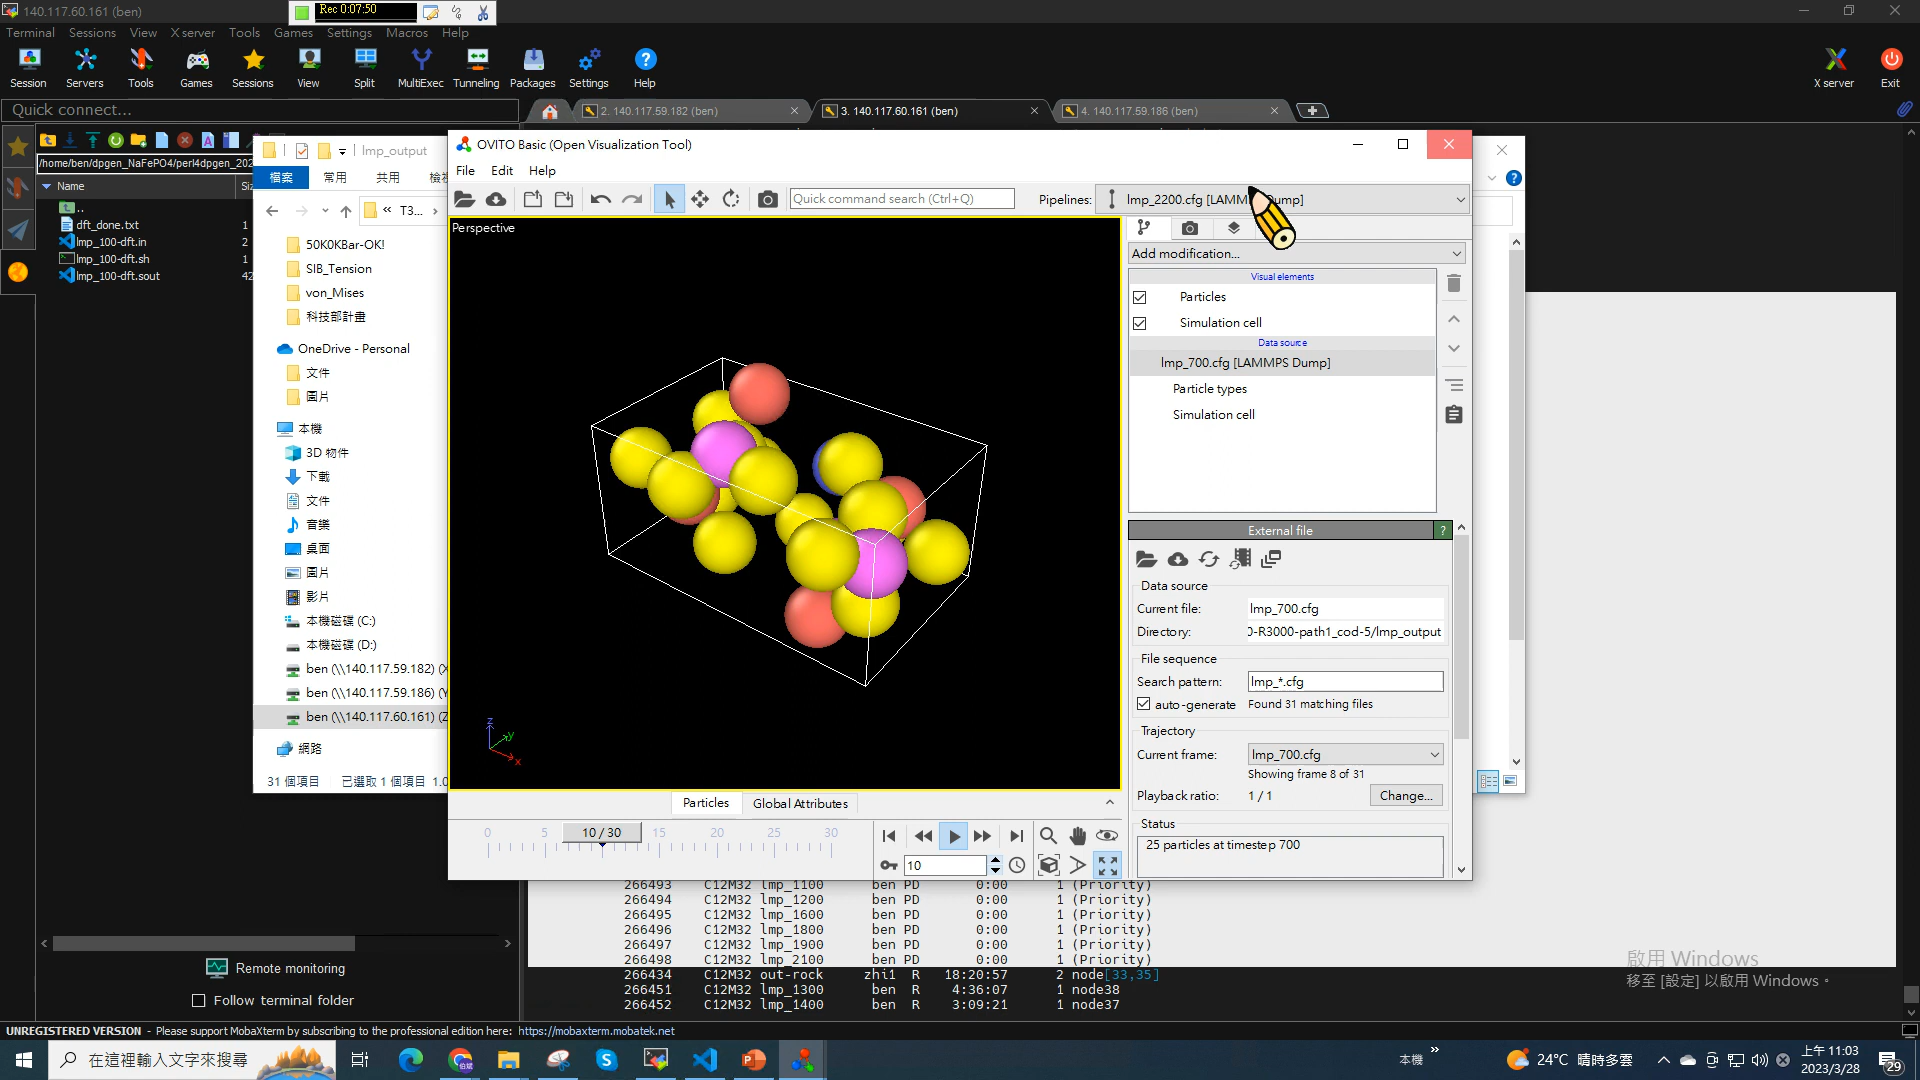 140.117.60.161 (ben)
Rec 0:07:50
Terminal Sessions View X server Tools Games Settings Macros Help
Session Servers Tools Games Sessions View Split MultiExec Tunneling Packages Settings Help X server Exit
Quick connect...
2. 140.117.59.182 (ben)
3. 140.117.60.161 (ben)
4. 140.117.59.186 (ben)
/home/ben/dpgen_NaFePO4/perl4dpgen_202
Name
..
dft_done.txt 1
lmp_100-dft.in 2
lmp_100-dft.sh 1
lmp_100-dft.sout 42
Remote monitoring
Follow terminal folder
lmp_output
檔案 常用 共用
« T3... ›
50K0KBar-OK!
SIB_Tension
von_Mises
科技部計畫
OneDrive - Personal
文件
圖片
本機
3D 物件
下載
文件
音樂
桌面
圖片
影片
本機磁碟 (C:)
本機磁碟 (D:)
ben (\\140.117.59.182) (X
ben (\\140.117.59.186) (Y
ben (\\140.117.60.161) (Z
網路
31 個項目 已選取 1 個項目 1.0
OVITO Basic (Open Visualization Tool)
File Edit Help
Quick command search (Ctrl+Q)
Pipelines:
Perspective
z
y
x
Add modification...
Visual elements
Particles
Simulation cell
Data source
lmp_700.cfg [LAMMPS Dump]
Particle types
Simulation cell
External file ?
Data source
Current file: lmp_700.cfg
Directory: 0-R3000-path1_cod-5/lmp_output
File sequence
Search pattern: lmp_*.cfg
auto-generate Found 31 matching files
Trajectory
Current frame: lmp_700.cfg
Showing frame 8 of 31
Playback ratio: 1 / 1 Change...
Status
25 particles at timestep 700
Particles Global Attributes
0 5 10 / 30 15 20 25 30
10
266493 C12M32 lmp_1100 ben PD 0:00 1 (Priority)
266494 C12M32 lmp_1200 ben PD 0:00 1 (Priority)
266495 C12M32 lmp_1600 ben PD 0:00 1 (Priority)
266496 C12M32 lmp_1800 ben PD 0:00 1 (Priority)
266497 C12M32 lmp_1900 ben PD 0:00 1 (Priority)
266498 C12M32 lmp_2100 ben PD 0:00 1 (Priority)
266434 C12M32 out-rock zhi1 R 18:20:57 2 node[33,35]
266451 C12M32 lmp_1300 ben R 4:36:07 1 node38
266452 C12M32 lmp_1400 ben R 3:09:21 1 node37
啟用 Windows
移至 [設定] 以啟用 Windows。
UNREGISTERED VERSION - Please support MobaXterm by subscribing to the professional edition here: https://mobaxterm.mobatek.net
在這裡輸入文字來搜尋
本機 »
24°C 晴時多雲
上午 11:03
2023/3/28
29